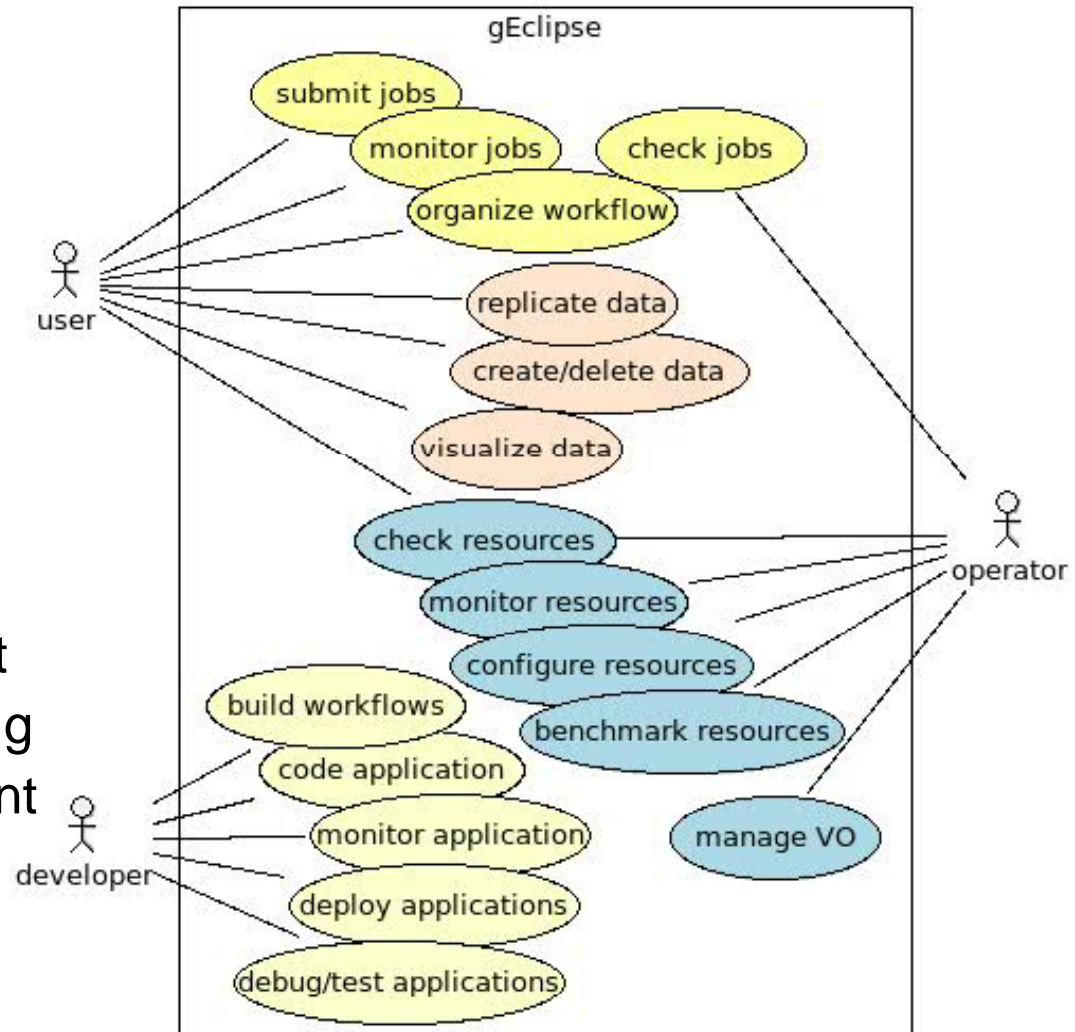 gEclipse
submit jobs
monitor jobs
check jobs
organize workflow
user
replicate data
create/delete data
visualize data
check resources
operator
monitor resources
configure resources
build workflows
benchmark resources
code application
monitor application
manage VO
developer
deploy applications
debug/test applications